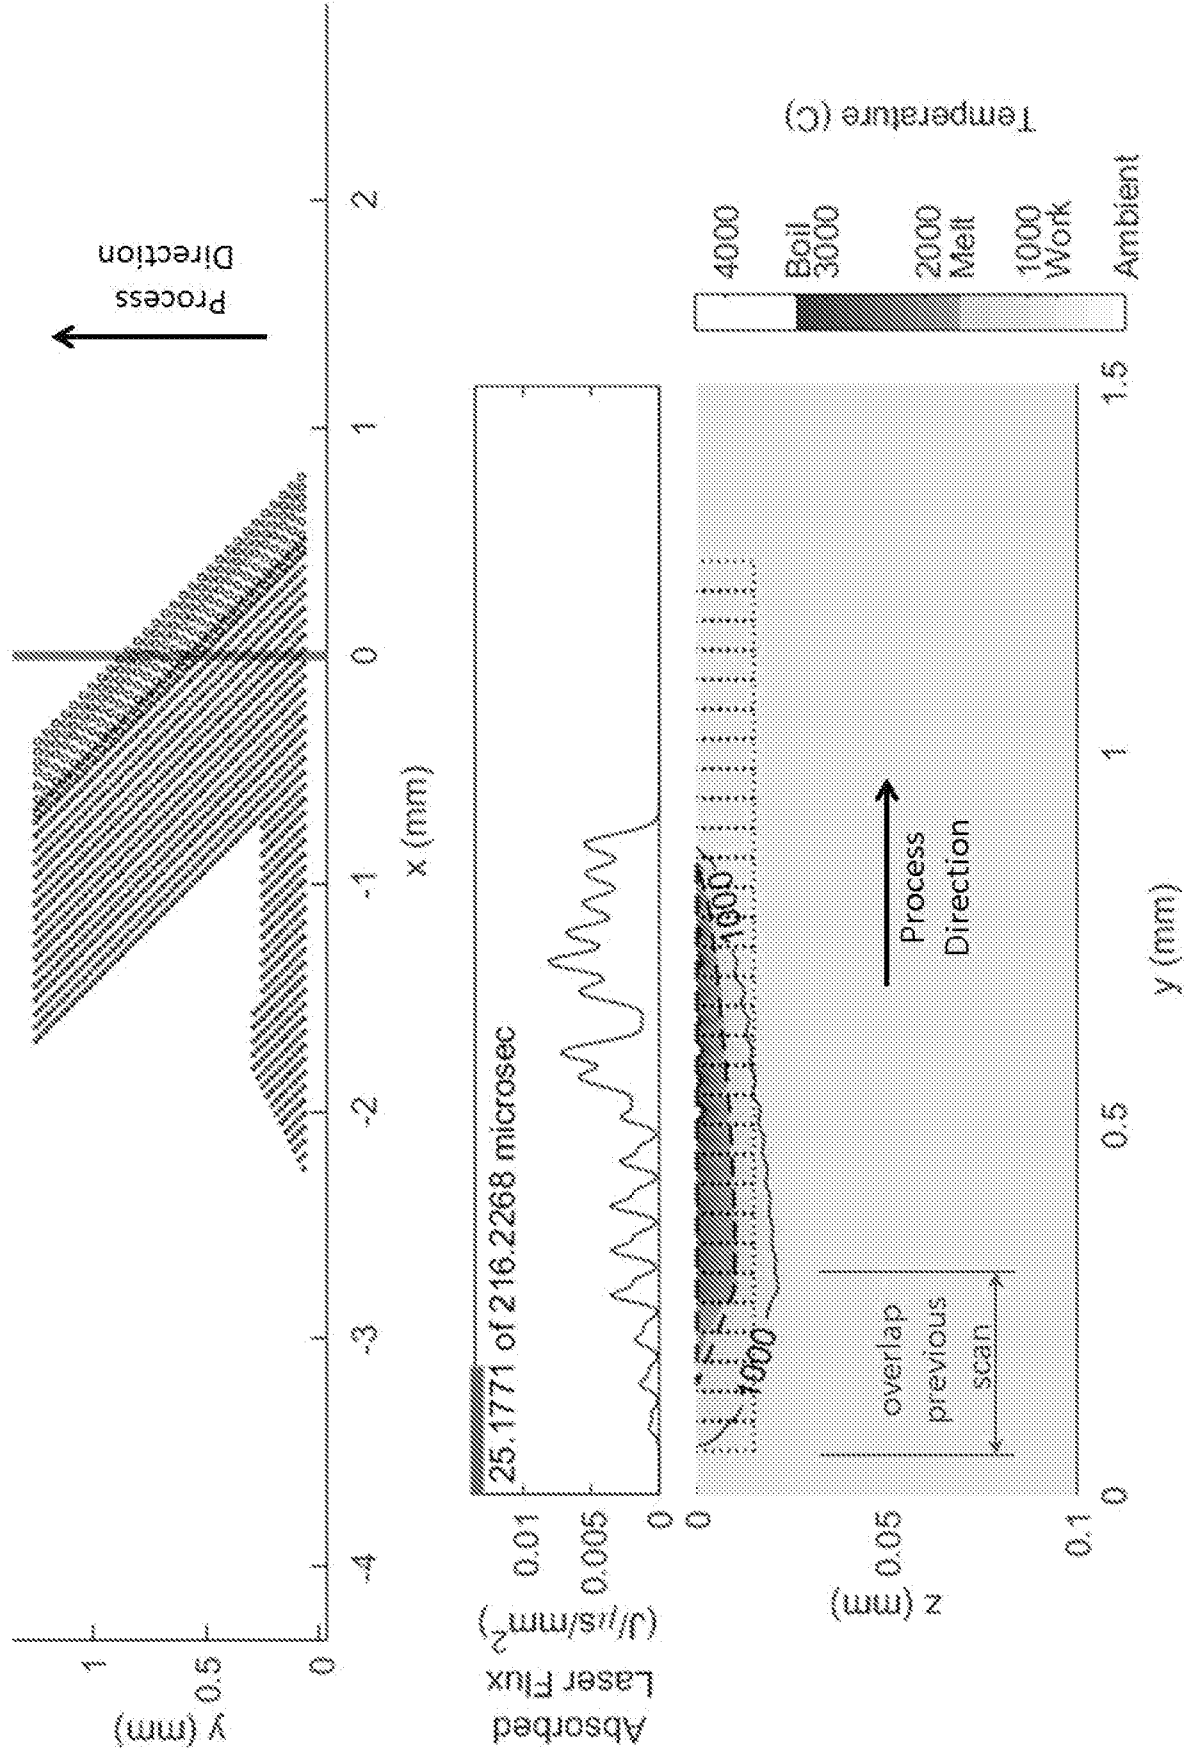 y (mm)
1
0.5
0
Process
Direction
-4
-3
-2
-1
0
1
2
x (mm)
Absorbed
Laser Flux
(J/μs/mm²)
0.01
0.005
0
25.1771 of 216.2268 microsec
z (mm)
0
0.05
0.1
1000
1000
overlap
previous
scan
Process
Direction
0
0.5
1
1.5
y (mm)
4000
Boil
3000
2000
Melt
1000
Work
Ambient
Temperature (C)